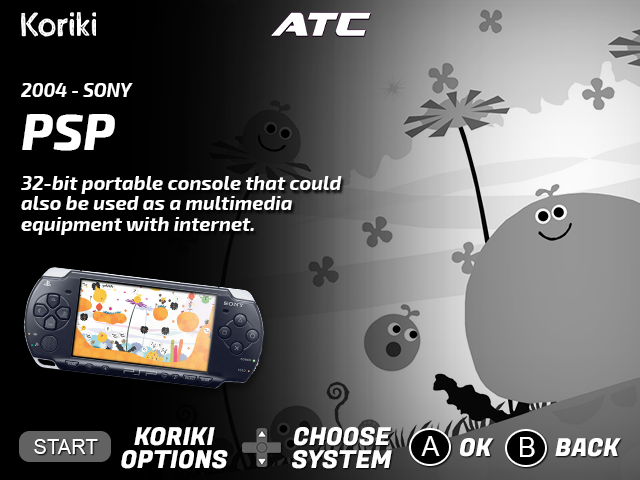 Koriki
ATC
2004 - SONY
PSP
32-bit portable console that could
also be used as a multimedia
equipment with internet.
SONY
START
KORIKI
OPTIONS
CHOOSE
SYSTEM
A OK
B BACK